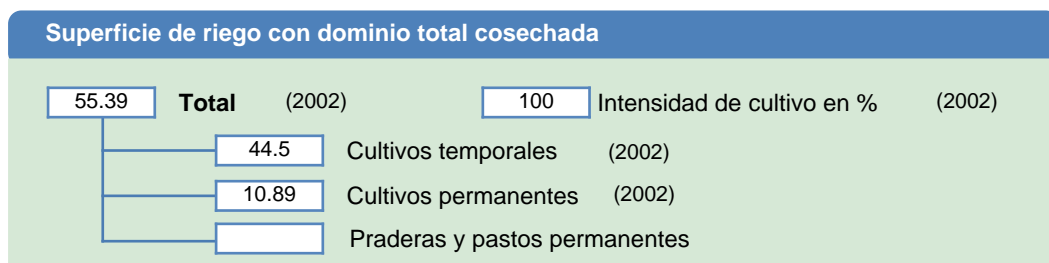 Superficie de riego con dominio total cosechada
55.39 Total (2002) 100 Intensidad de cultivo en % (2002)
44.5 Cultivos temporales (2002)
10.89 Cultivos permanentes (2002)
Praderas y pastos permanentes